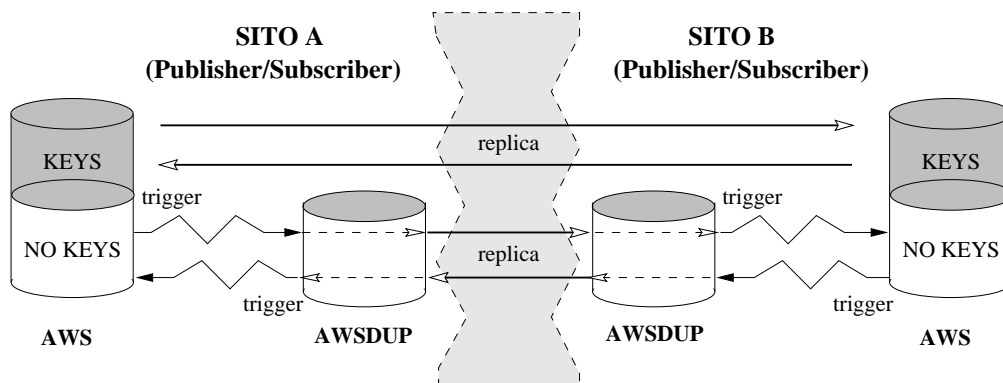 SITO A
(Publisher/Subscriber)
SITO B
(Publisher/Subscriber)
KEYS
replica
KEYS
trigger
trigger
NO KEYS
replica
NO KEYS
trigger
trigger
AWS
AWSDUP
AWSDUP
AWS